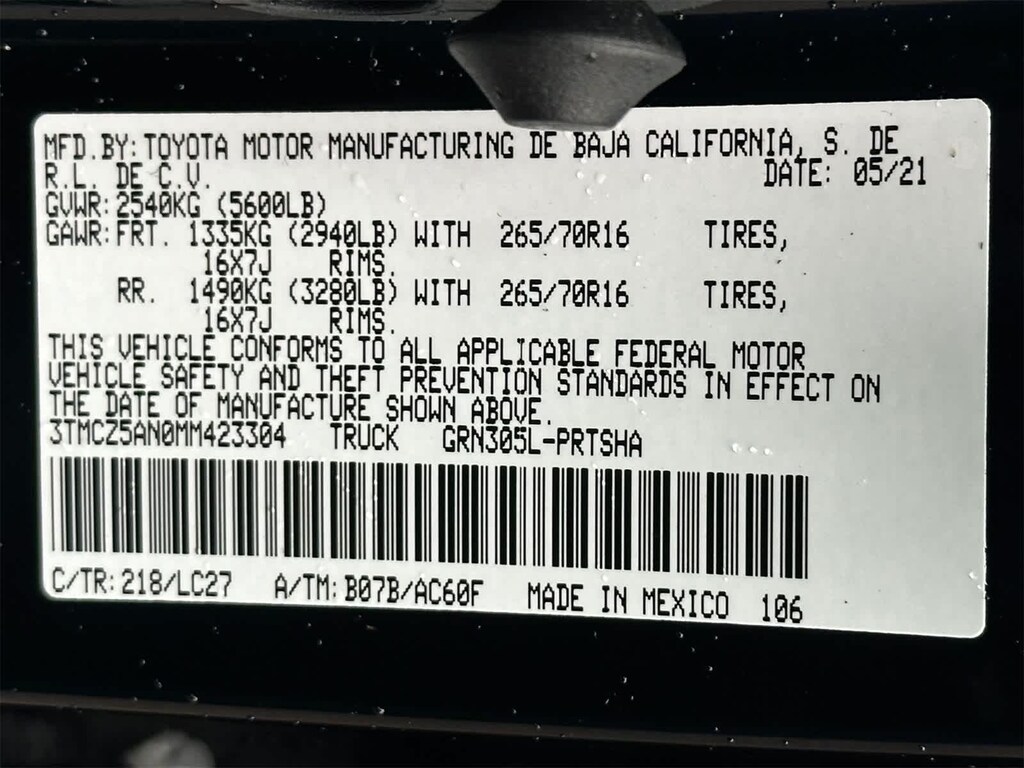 MFD.BY: TOYOTA MOTOR MANUFACTURING DE BAJA CALIFORNIA, S. DE
R.L. DE C.V. DATE: 05/21
GVWR: 2540KG (5600LB)
GAWR: FRT. 1335KG (2940LB) WITH 265/70R16 TIRES,
16X7J RIMS.
RR. 1490KG (3280LB) WITH 265/70R16 TIRES,
16X7J RIMS.
THIS VEHICLE CONFORMS TO ALL APPLICABLE FEDERAL MOTOR
VEHICLE SAFETY AND THEFT PREVENTION STANDARDS IN EFFECT ON
THE DATE OF MANUFACTURE SHOWN ABOVE.
3TMCZ5AN0MM423304 TRUCK GRN305L-PRTSHA
C/TR: 218/LC27 A/TM: B07B/AC60F MADE IN MEXICO 106